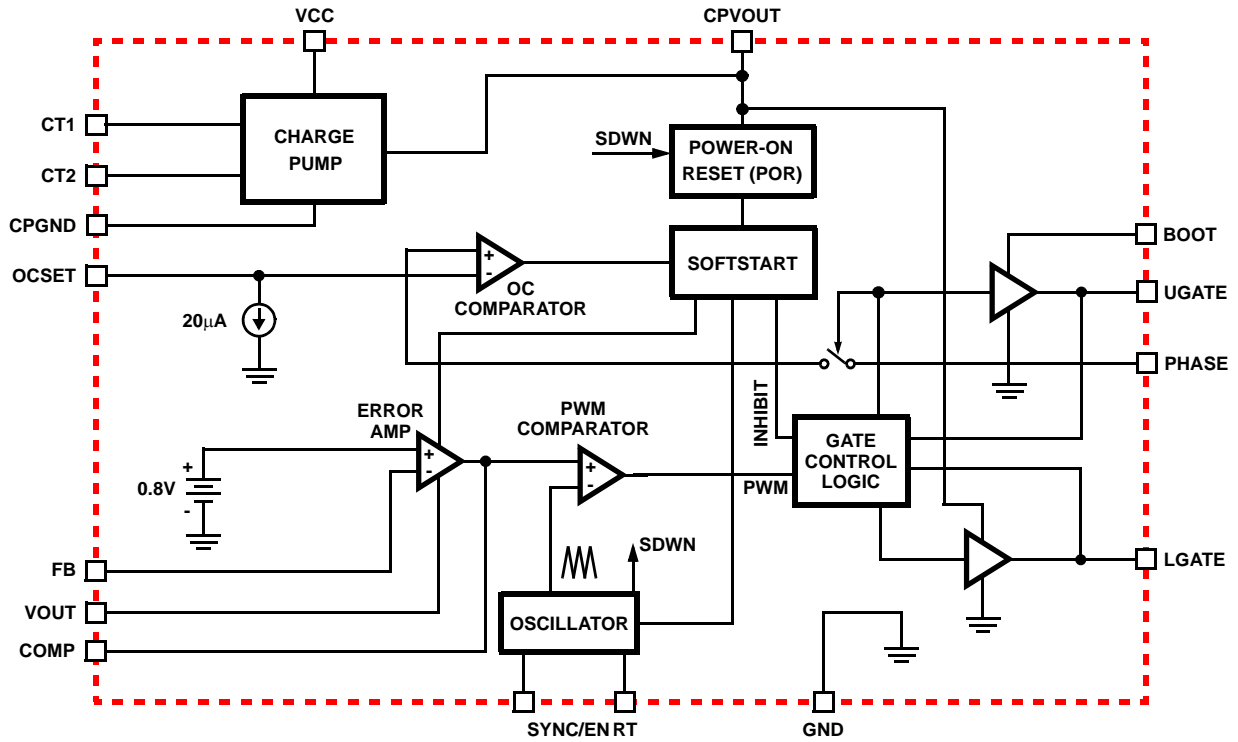 VCC
CPVOUT
CT1
CHARGE
PUMP
SDWN
POWER-ON
RESET (POR)
CT2
CPGND
BOOT
OCSET
+
-
OC
COMPARATOR
SOFTSTART
UGATE
20µA
PHASE
INHIBIT
ERROR
AMP
PWM
COMPARATOR
GATE
CONTROL
LOGIC
+
-
+
-
PWM
+
0.8V
-
SDWN
FB
LGATE
VOUT
OSCILLATOR
COMP
SYNC/EN
RT
GND